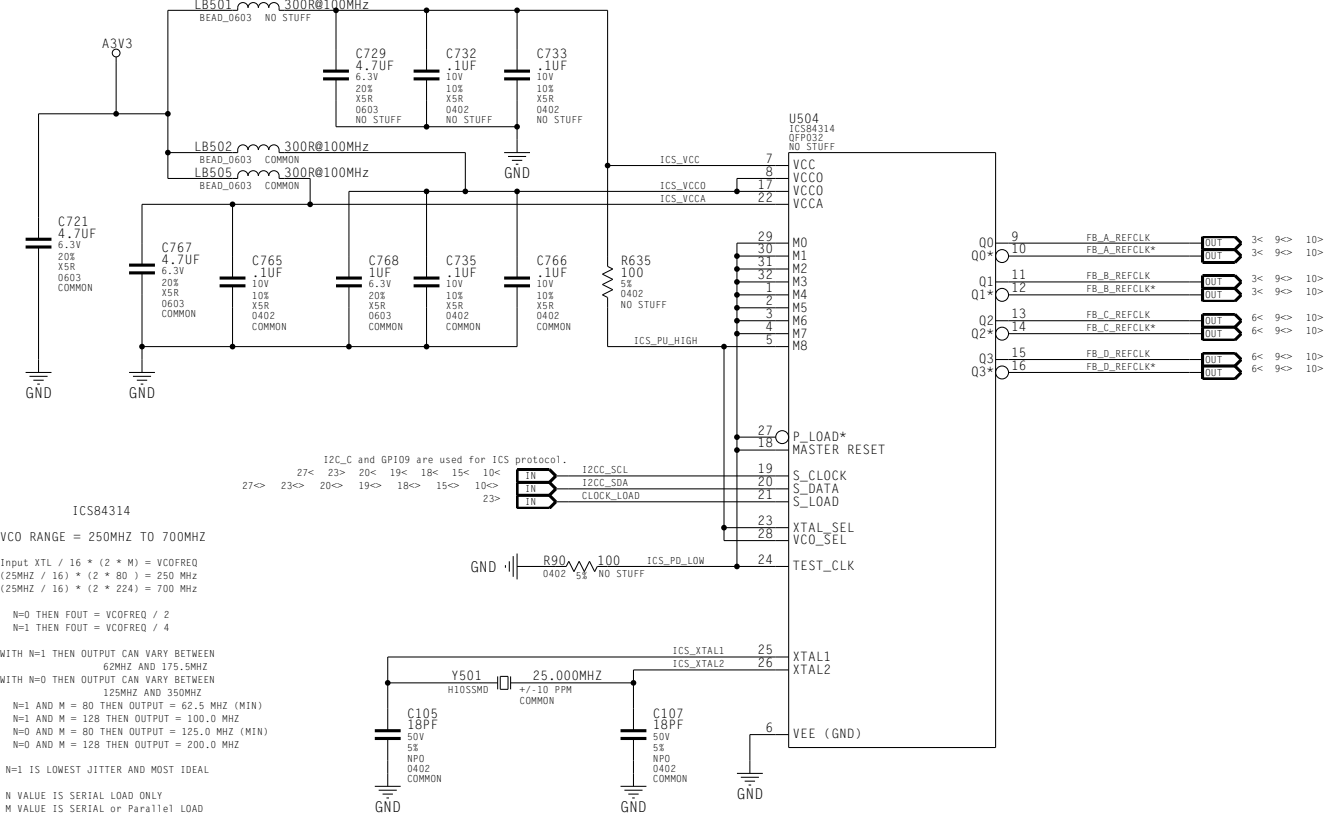 LB501 300R@100MHz
BEAD_0603 NO STUFF
A3V3
C729
4.7UF
6.3V
20%
X5R
0603
NO STUFF
C732
.1UF
10V
10%
X5R
0402
NO STUFF
C733
.1UF
10V
10%
X5R
0402
NO STUFF
GND
LB502 300R@100MHz
BEAD_0603 COMMON
LB505 300R@100MHz
BEAD_0603 COMMON
C721
4.7UF
6.3V
20%
X5R
0603
COMMON
GND
C767
4.7UF
6.3V
20%
X5R
0603
COMMON
GND
C765
.1UF
10V
10%
X5R
0402
COMMON
C768
1UF
6.3V
20%
X5R
0603
COMMON
C735
.1UF
10V
10%
X5R
0402
COMMON
C766
.1UF
10V
10%
X5R
0402
COMMON
R635
100
5%
0402
NO STUFF
U504
ICS84314
QFP032
NO STUFF
ICS_VCC 7 VCC
8 VCCO
ICS_VCCO 17 VCCO
ICS_VCCA 22 VCCA
29 M0
30 M1
31 M2
32 M3
1 M4
2 M5
3 M6
4 M7
ICS_PU_HIGH 5 M8
Q0 9 FB_A_REFCLK OUT 3< 9<> 10>
Q0* 10 FB_A_REFCLK* OUT 3< 9<> 10>
Q1 11 FB_B_REFCLK OUT 3< 9<> 10>
Q1* 12 FB_B_REFCLK* OUT 3< 9<> 10>
Q2 13 FB_C_REFCLK OUT 6< 9<> 10>
Q2* 14 FB_C_REFCLK* OUT 6< 9<> 10>
Q3 15 FB_D_REFCLK OUT 6< 9<> 10>
Q3* 16 FB_D_REFCLK* OUT 6< 9<> 10>
27 P_LOAD*
18 MASTER RESET
I2C_C and GPIO9 are used for ICS protocol.
27< 23> 20< 19< 18< 15< 10< IN I2CC_SCL 19 S_CLOCK
27<> 23<> 20<> 19<> 18<> 15<> 10<> IN I2CC_SDA 20 S_DATA
23> IN CLOCK_LOAD 21 S_LOAD
23 XTAL_SEL
28 VCO_SEL
GND R90 100 ICS_PD_LOW 24 TEST_CLK
0402 5% NO STUFF
ICS_XTAL1 25 XTAL1
ICS_XTAL2 26 XTAL2
Y501 25.000MHZ
HIOSSMD +/-10 PPM
COMMON
C105
18PF
50V
5%
NPO
0402
COMMON
GND
C107
18PF
50V
5%
NPO
0402
COMMON
GND
6 VEE (GND)
GND
ICS84314
VCO RANGE = 250MHZ TO 700MHZ
Input XTL / 16 * (2 * M) = VCOFREQ
(25MHZ / 16) * (2 * 80 ) = 250 MHz
(25MHZ / 16) * (2 * 224) = 700 MHz
N=0 THEN FOUT = VCOFREQ / 2
N=1 THEN FOUT = VCOFREQ / 4
WITH N=1 THEN OUTPUT CAN VARY BETWEEN
62MHZ AND 175.5MHZ
WITH N=0 THEN OUTPUT CAN VARY BETWEEN
125MHZ AND 350MHZ
N=1 AND M = 80 THEN OUTPUT = 62.5 MHZ (MIN)
N=1 AND M = 128 THEN OUTPUT = 100.0 MHZ
N=0 AND M = 80 THEN OUTPUT = 125.0 MHZ (MIN)
N=0 AND M = 128 THEN OUTPUT = 200.0 MHZ
N=1 IS LOWEST JITTER AND MOST IDEAL
N VALUE IS SERIAL LOAD ONLY
M VALUE IS SERIAL or Parallel LOAD